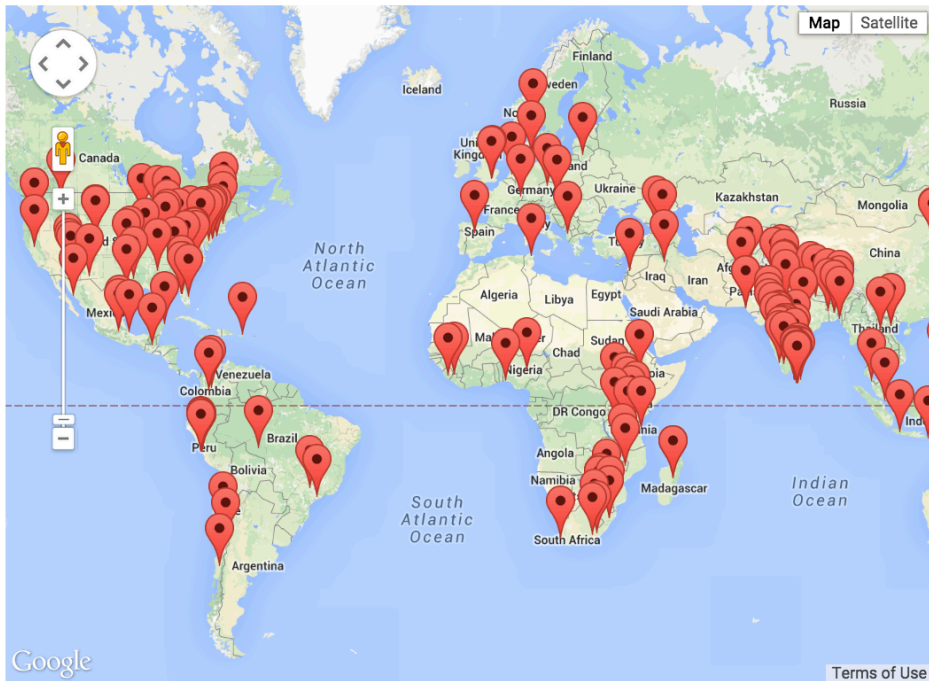 Map
Satellite
Finland
Sweden
Iceland
Russia
Canada
Ukraine
Germany
Kazakhstan
Mongolia
France
Spain
China
North
Atlantic
Ocean
Iraq
Iran
Algeria
Libya
Egypt
Saudi Arabia
Thailand
Chad
Sudan
Nigeria
Venezuela
Colombia
DR Congo
Brazil
Peru
Bolivia
Angola
Namibia
Madagascar
Indian
Ocean
South
Atlantic
Ocean
South Africa
Argentina
Google
Terms of Use